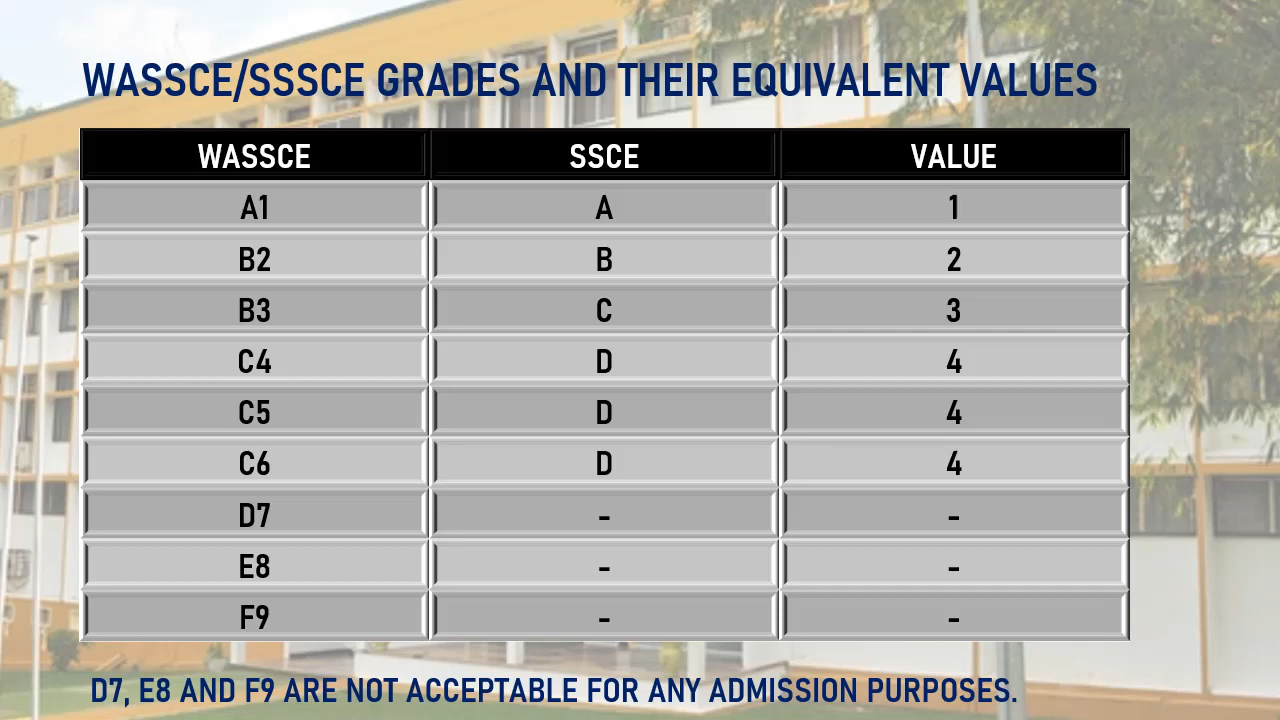 WASSCE/SSSCE GRADES AND THEIR EQUIVALENT VALUES
WASSCE SSCE VALUE
A1 A 1
B2 B 2
B3 C 3
C4 D 4
C5 D 4
C6 D 4
D7 - -
E8 - -
F9 - -
D7, E8 AND F9 ARE NOT ACCEPTABLE FOR ANY ADMISSION PURPOSES.